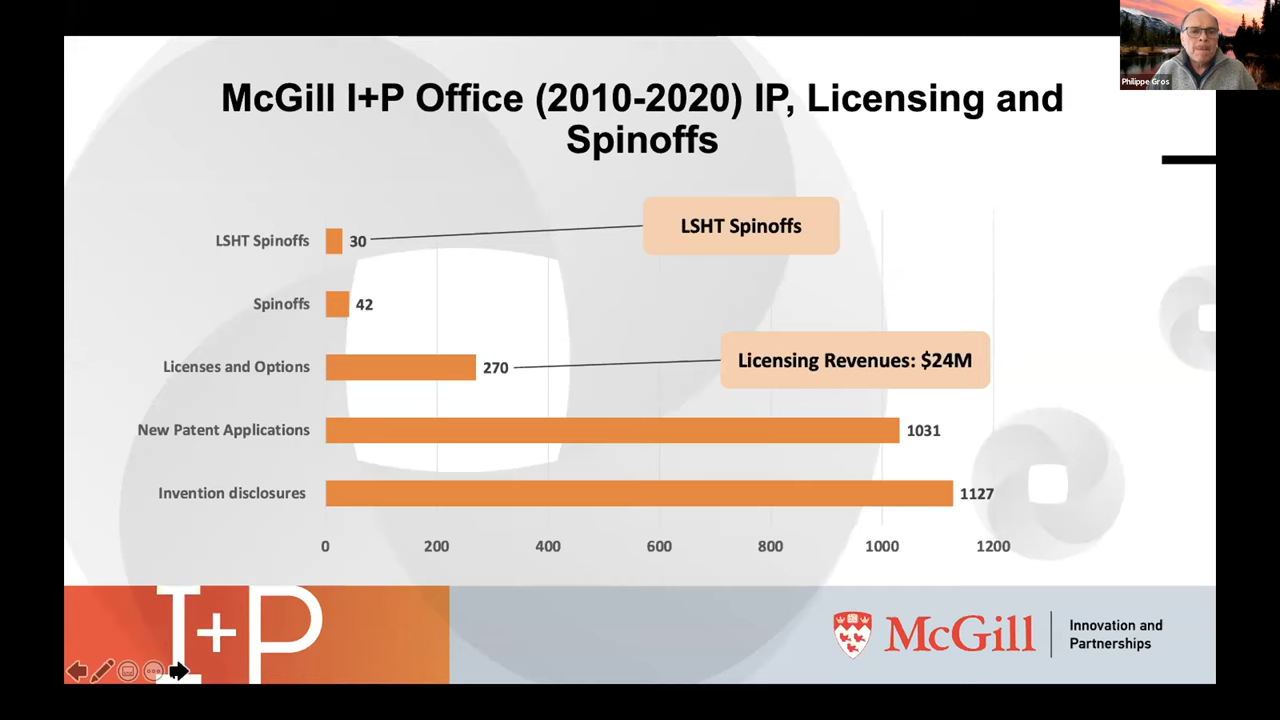 Philippe Gros
McGill I+P Office (2010-2020) IP, Licensing and
Spinoffs
LSHT Spinoffs
LSHT Spinoffs
30
Spinoffs
42
Licenses and Options
270
Licensing Revenues: $24M
New Patent Applications
1031
Invention disclosures
1127
0
200
400
600
800
1000
1200
I+P
McGill
Innovation and
Partnerships